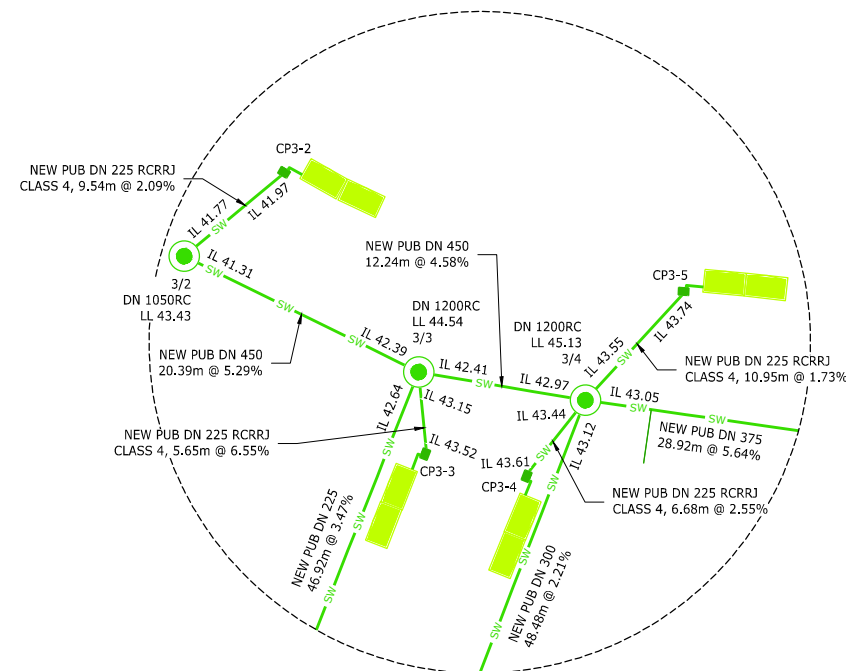 CP3-2
NEW PUB DN 225 RCRRJ
CLASS 4, 9.54m @ 2.09%
IL 41.77
SW
IL 41.97
3/2
DN 1050RC
LL 43.43
IL 41.31
SW
SW
IL 42.39
NEW PUB DN 450
20.39m @ 5.29%
NEW PUB DN 450
12.24m @ 4.58%
DN 1200RC
LL 44.54
3/3
IL 42.41
SW
IL 42.97
DN 1200RC
LL 45.13
3/4
CP3-5
IL 43.55
SW
IL 43.74
NEW PUB DN 225 RCRRJ
CLASS 4, 10.95m @ 1.73%
IL 43.05
SW
SW
NEW PUB DN 375
28.92m @ 5.64%
IL 42.64
SW
IL 43.15
NEW PUB DN 225 RCRRJ
CLASS 4, 5.65m @ 6.55%
IL 43.52
CP3-3
SW
SW
NEW PUB DN 225
46.92m @ 3.47%
IL 43.44
SW
IL 43.61
CP3-4
IL 43.12
NEW PUB DN 225 RCRRJ
CLASS 4, 6.68m @ 2.55%
SW
SW
NEW PUB DN 300
48.48m @ 2.21%